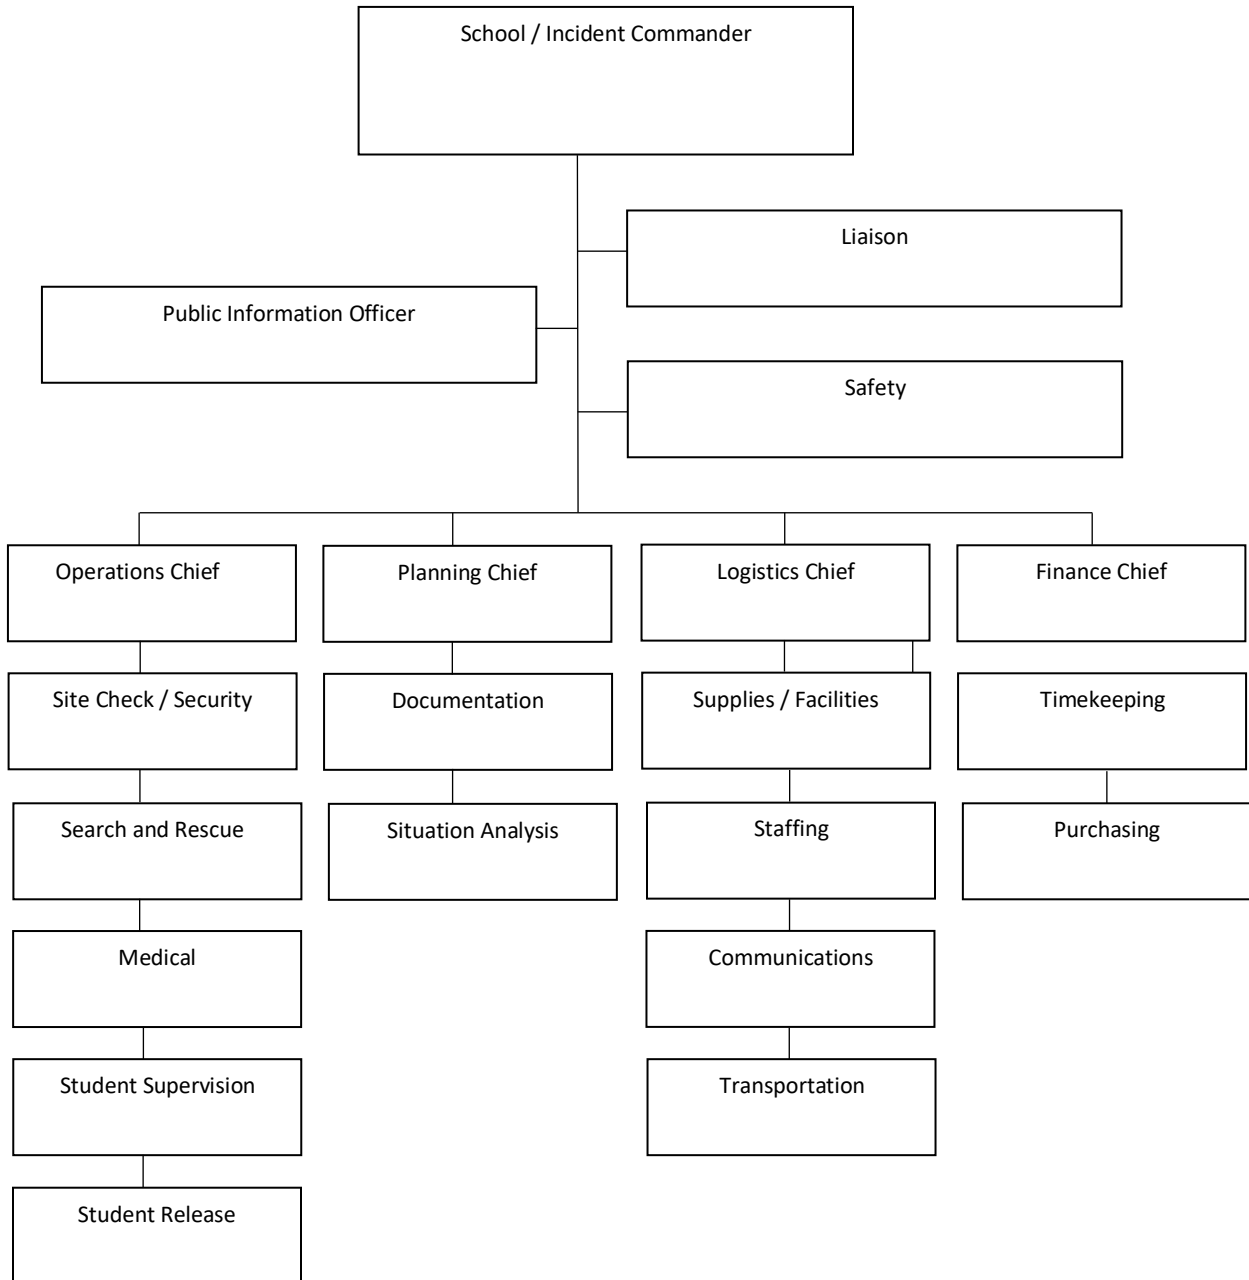 School / Incident Commander
Liaison
Public Information Officer
Safety
Operations Chief
Planning Chief
Logistics Chief
Finance Chief
Site Check / Security
Documentation
Supplies / Facilities
Timekeeping
Search and Rescue
Situation Analysis
Staffing
Purchasing
Medical
Communications
Student Supervision
Transportation
Student Release